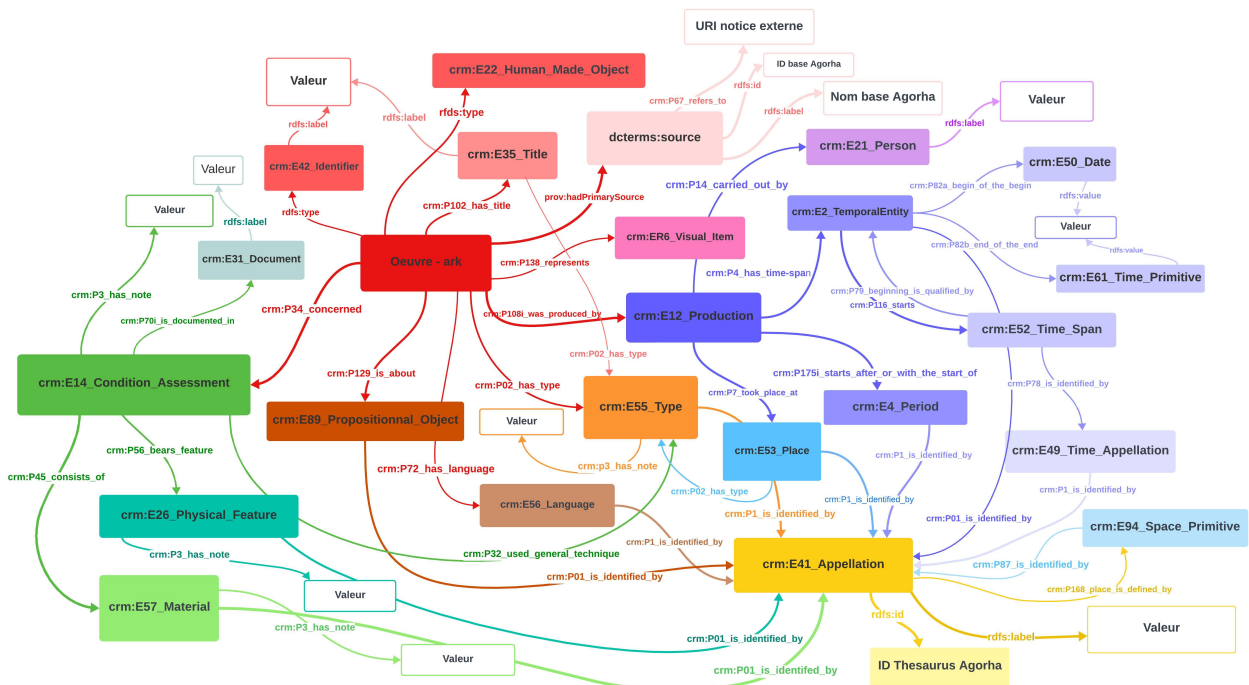 URI notice externe
crm:E22_Human_Made_Object
ID base Agorha
Valeur
crm:P67_refers_to
rdfs:id
Nom base Agorha
Valeur
rdfs:label
rfds:type
rdfs:label
rdfs:label
rdfs:label
dcterms:source
crm:E21_Person
crm:E35_Title
crm:E42_Identifier
crm:E50_Date
Valeur
crm:P14_carried_out_by
crm:P82a_begin_of_the_begin
rdfs:value
prov:hadPrimarySource
crm:P102_has_title
rdfs:type
Valeur
rdfs:label
crm:E2_TemporalEntity
Valeur
ER6_Visual_Item
crm:P82b_end_of_the_end
rdfs:value
crm:E31_Document
Oeuvre - ark
crm:P138_represents
crm:P4_has_time-span
crm:E61_Time_Primitive
crm:P79_beginning_is_qualified_by
crm:P3_has_note
crm:P116_starts
crm:P34_concerned
crm:P108i_was_produced_by
crm:E12_Production
crm:P70i_is_documented_in
crm:E52_Time_Span
crm:P02_has_type
crm:P129_is_about
crm:P175i_starts_after_or_with_the_start_of
crm:E14_Condition_Assessment
crm:P02_has_type
crm:P7_took_place_at
crm:P78_is_identified_by
crm:E55_Type
crm:E4_Period
crm:E89_Propositionnal_Object
Valeur
crm:P56_bears_feature
crm:E53_Place
crm:E49_Time_Appellation
crm:P1_is_identified_by
crm:P72_has_language
crm:p3_has_note
crm:P45_consists_of
crm:P02_has_type
crm:P1_is_identified_by
crm:P1_is_identified_by
crm:E56_Language
crm:E26_Physical_Feature
crm:P1_is_identified_by
crm:P01_is_identified_by
crm:E94_Space_Primitive
crm:P1_is_identified_by
crm:P3_has_note
crm:P32_used_general_technique
crm:E41_Appellation
crm:P87_is_identified_by
crm:P01_is_identified_by
crm:P168_place_is_defined_by
Valeur
crm:E57_Material
rdfs:id
crm:P3_has_note
crm:P01_is_identified_by
rdfs:label
Valeur
Valeur
crm:P01_is_identifed_by
ID Thesaurus Agorha